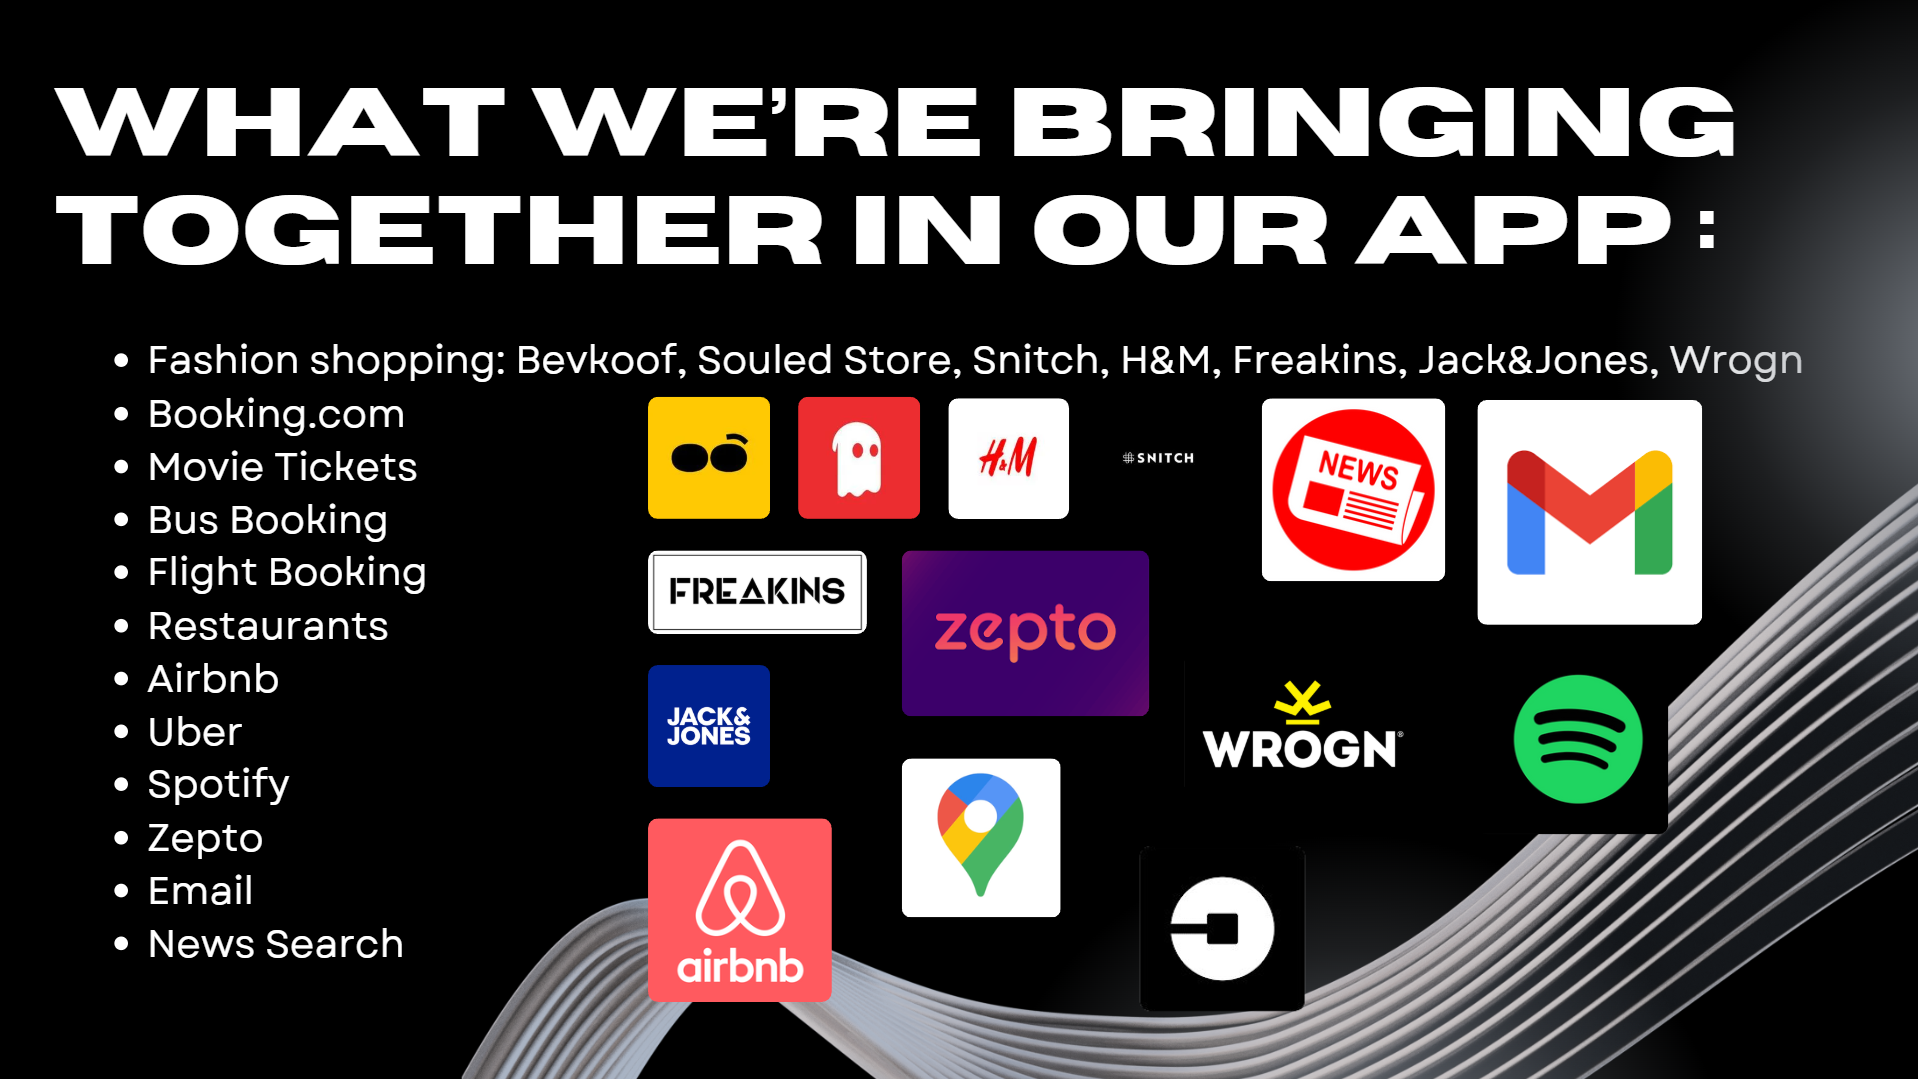 WHAT WE'RE BRINGING
TOGETHER IN OUR APP :
Fashion shopping: Bevkoof, Souled Store, Snitch, H&M, Freakins, Jack&Jones, Wrogn
Booking.com
Movie Tickets
Bus Booking
Flight Booking
Restaurants
Airbnb
Uber
Spotify
Zepto
Email
News Search
H&M
SNITCH
NEWS
FREAKINS
zepto
JACK&
JONES
WROGN®
airbnb